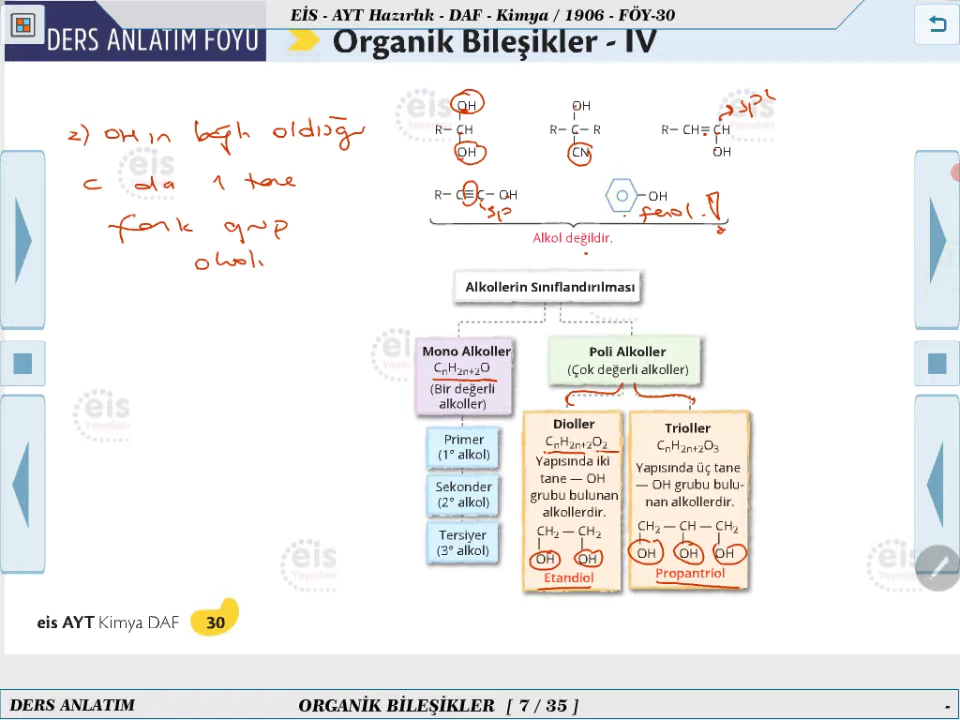 EİS - AYT Hazırlık - DAF - Kimya / 1906 - FÖY-30
DERS ANLATIM FÖYÜ
Organik Bileşikler - IV
2) OH ın bağlı olduğu
C da 1 tane
fonk grup
olmalı
OH
R— CH
OH
OH
R— C— R
CN
sp²
R— CH=CH
OH
R— C≡C— OH
sp
OH
fenol.
Alkol değildir.
eis
Yayınları
Alkollerin Sınıflandırılması
Mono Alkoller
CnH2n+2O
(Bir değerli
alkoller)
Primer
(1° alkol)
Sekonder
(2° alkol)
Tersiyer
(3° alkol)
Poli Alkoller
(Çok değerli alkoller)
Dioller
CnH2n+2O2
Yapısında iki
tane — OH
grubu bulunan
alkollerdir.
CH2 — CH2
OH OH
Etandiol
Trioller
CnH2n+2O3
Yapısında üç tane
— OH grubu bulu-
nan alkollerdir.
CH2 — CH — CH2
OH OH OH
Propantriol
eis AYT Kimya DAF 30
DERS ANLATIM
ORGANİK BİLEŞİKLER [ 7 / 35 ]
-